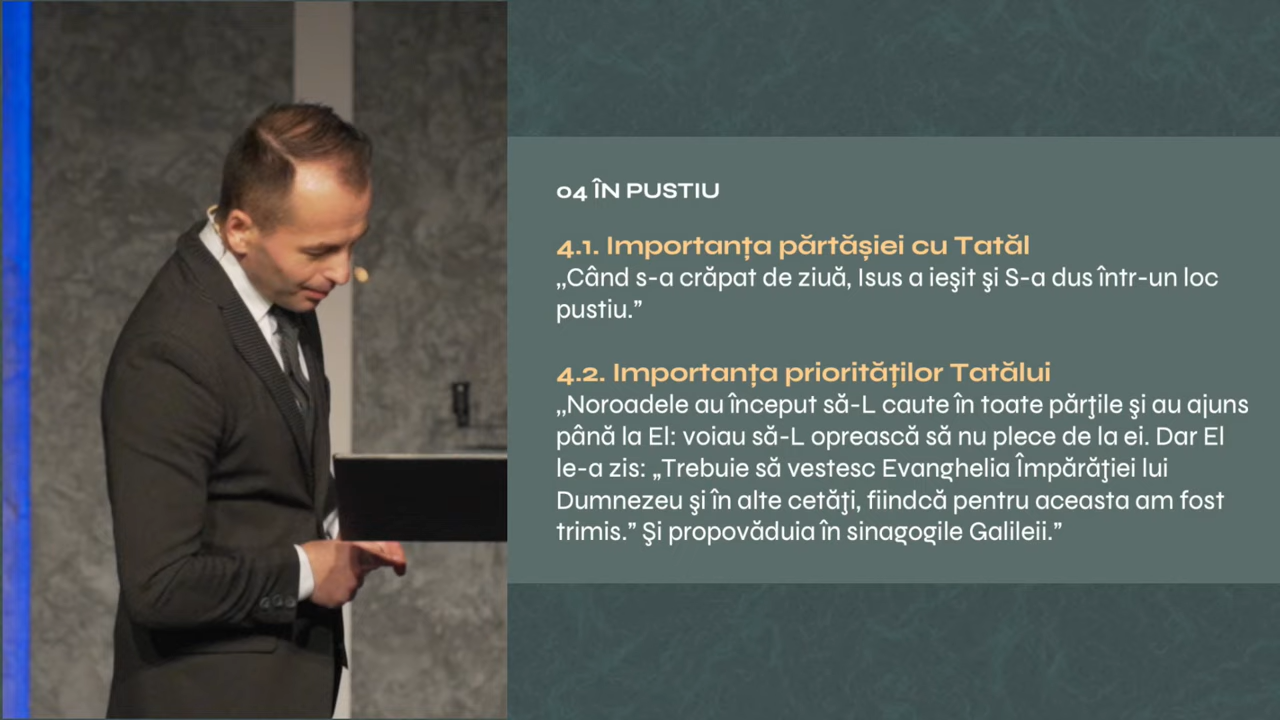 04 ÎN PUSTIU
4.1. Importanța părtășiei cu Tatăl
„Când s-a crăpat de ziuă, Isus a ieşit şi S-a dus într-un loc
pustiu.”
4.2. Importanța priorităților Tatălui
„Noroadele au început să-L caute în toate părţile şi au ajuns
până la El: voiau să-L oprească să nu plece de la ei. Dar El
le-a zis: „Trebuie să vestesc Evanghelia Împărăţiei lui
Dumnezeu şi în alte cetăţi, fiindcă pentru aceasta am fost
trimis.” Şi propovăduia în sinagogile Galileii.”